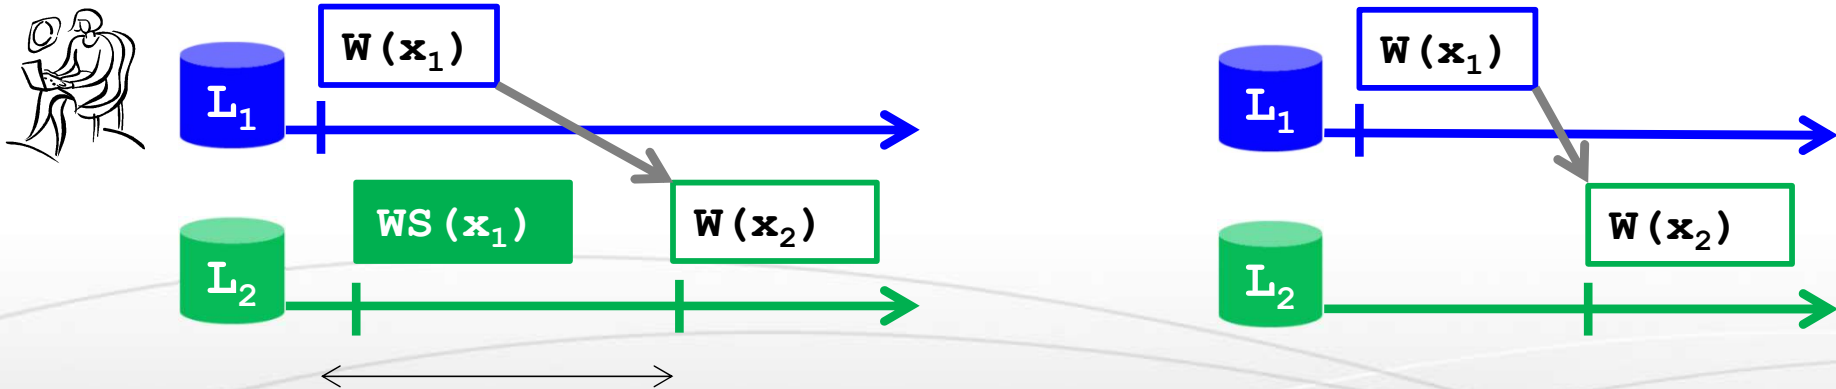 W(x₁)
L₁
WS(x₁)
W(x₂)
L₂
W(x₁)
L₁
W(x₂)
L₂